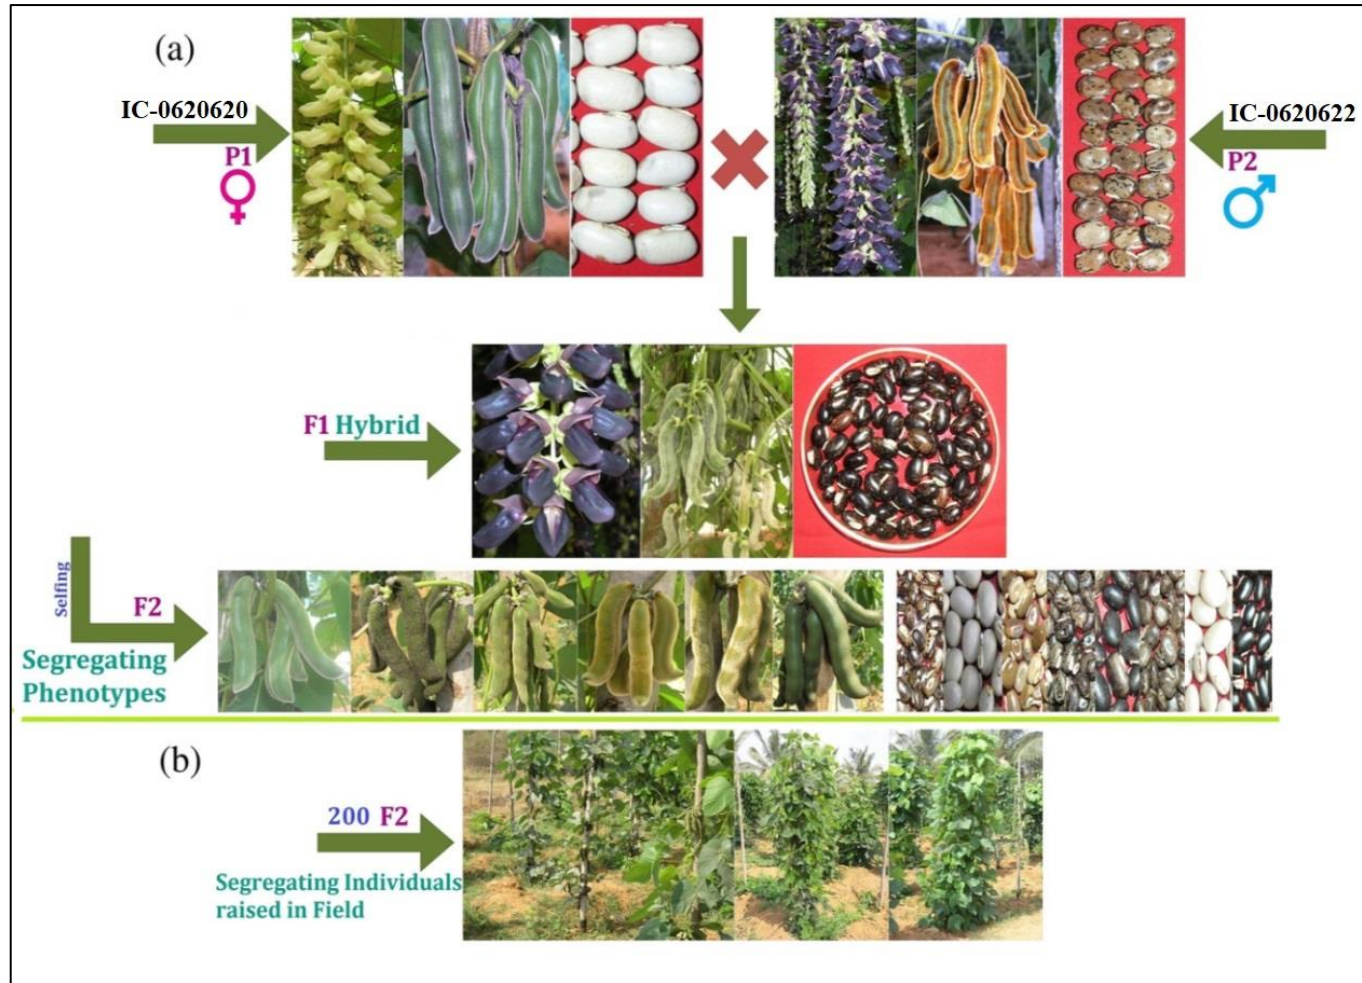 (a)
IC-0620620
P1
IC-0620622
P2
F1 Hybrid
Selfing
F2
Segregating
Phenotypes
(b)
200 F2
Segregating Individuals
raised in Field